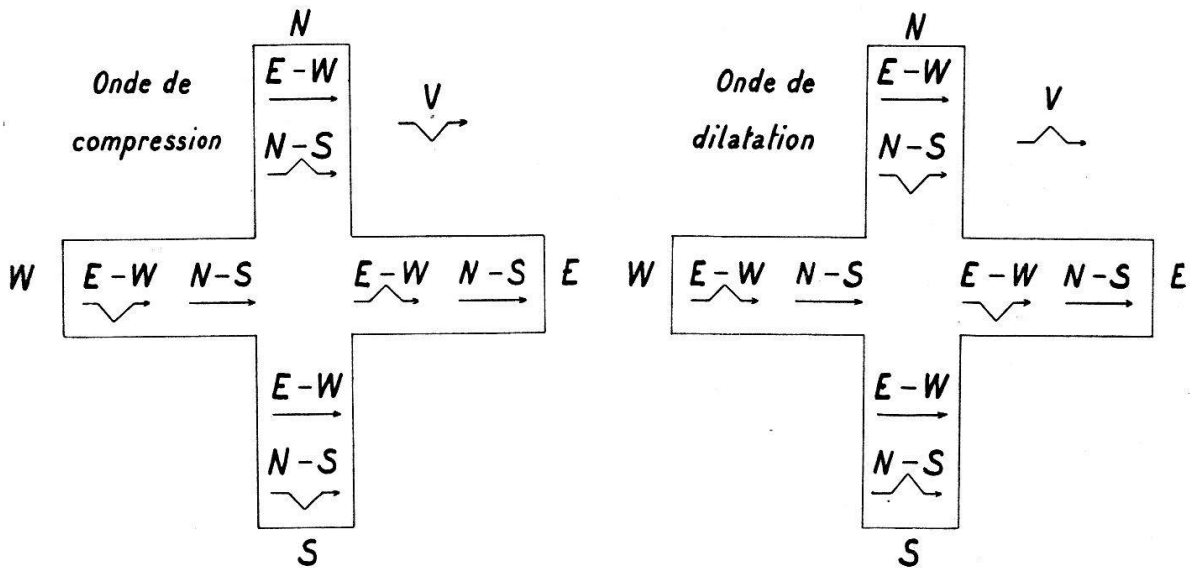 N
Onde de
compression
E-W
N-S
V
W
E-W N-S
E-W N-S
E
E-W
N-S
S
N
Onde de
dilatation
E-W
N-S
V
W
E-W N-S
E-W N-S
E
E-W
N-S
S